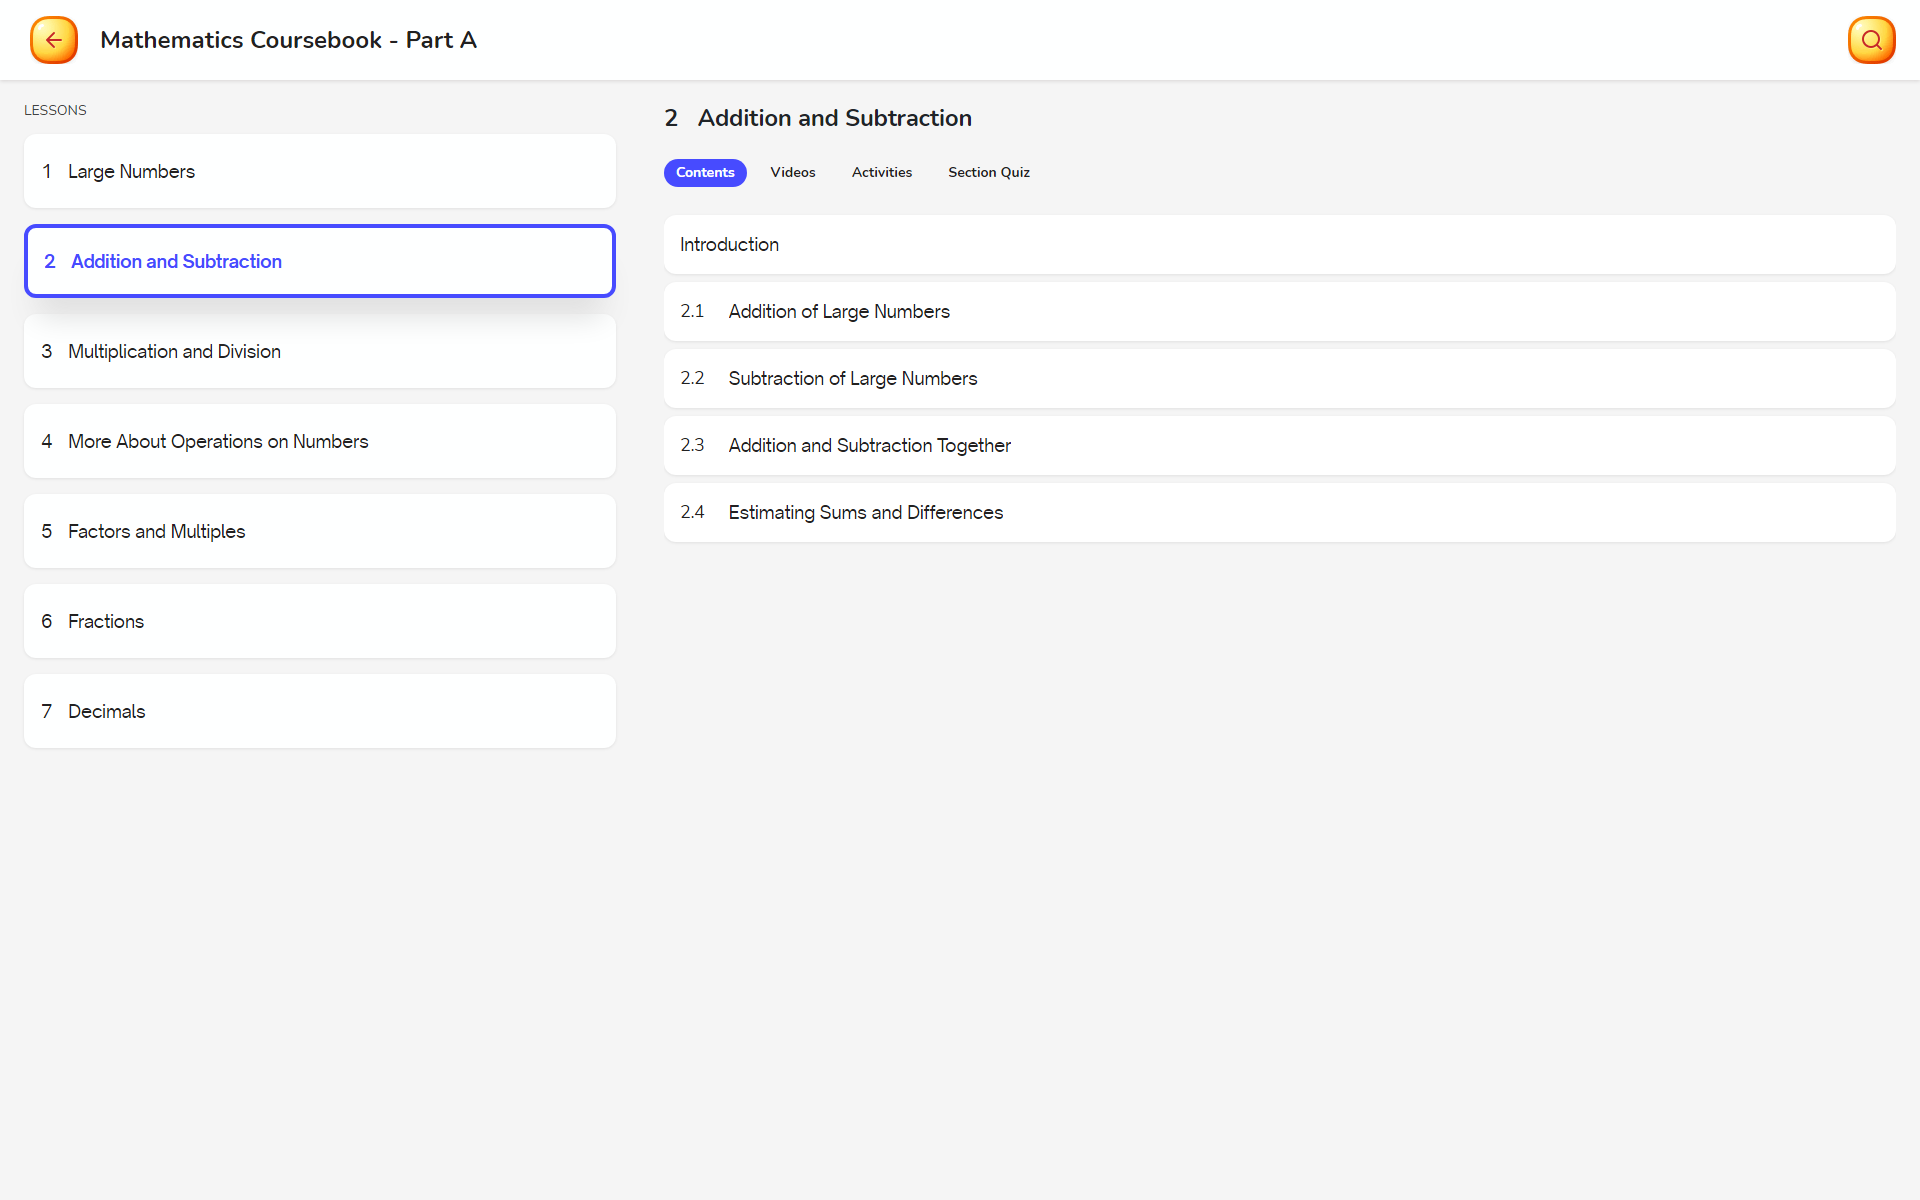 Mathematics Coursebook - Part A
LESSONS
1 Large Numbers
2 Addition and Subtraction
3 Multiplication and Division
4 More About Operations on Numbers
5 Factors and Multiples
6 Fractions
7 Decimals
2 Addition and Subtraction
Contents Videos Activities Section Quiz
Introduction
2.1 Addition of Large Numbers
2.2 Subtraction of Large Numbers
2.3 Addition and Subtraction Together
2.4 Estimating Sums and Differences